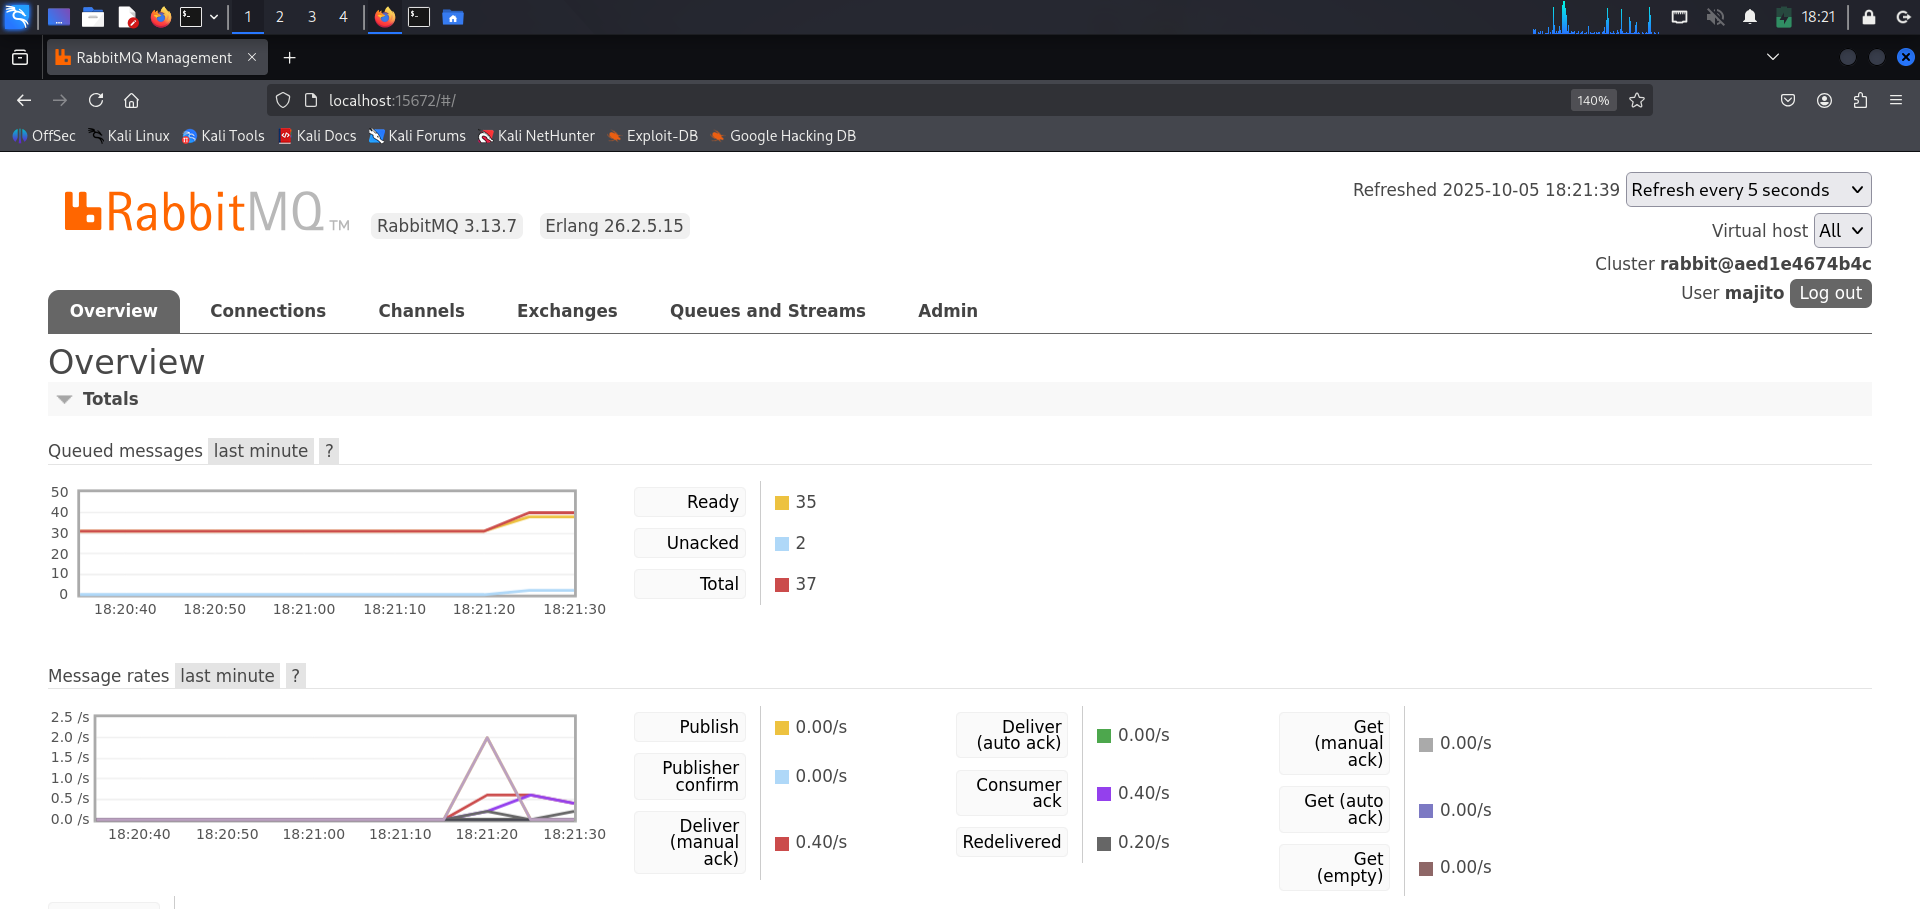 1 2 3 4
18:21
RabbitMQ Management
localhost:15672/#/
140%
OffSec Kali Linux Kali Tools Kali Docs Kali Forums Kali NetHunter Exploit-DB Google Hacking DB
RabbitMQ TM
RabbitMQ 3.13.7 Erlang 26.2.5.15
Refreshed 2025-10-05 18:21:39 Refresh every 5 seconds
Virtual host All
Cluster rabbit@aed1e4674b4c
User majito Log out
Overview Connections Channels Exchanges Queues and Streams Admin
Overview
Totals
Queued messages last minute ?
50
40
30
20
10
0
18:20:40 18:20:50 18:21:00 18:21:10 18:21:20 18:21:30
Ready 35
Unacked 2
Total 37
Message rates last minute ?
2.5 /s
2.0 /s
1.5 /s
1.0 /s
0.5 /s
0.0 /s
18:20:40 18:20:50 18:21:00 18:21:10 18:21:20 18:21:30
Publish 0.00/s
Publisher
confirm 0.00/s
Deliver
(manual
ack) 0.40/s
Deliver
(auto ack) 0.00/s
Consumer
ack 0.40/s
Redelivered 0.20/s
Get
(manual
ack) 0.00/s
Get (auto
ack) 0.00/s
Get
(empty) 0.00/s